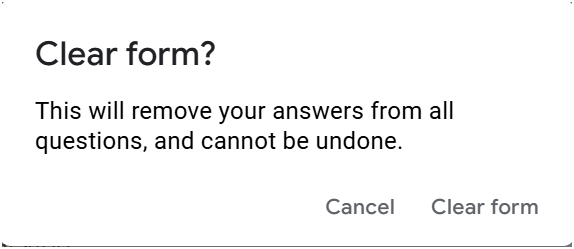 Clear form?
This will remove your answers from all
questions, and cannot be undone.
Cancel Clear form